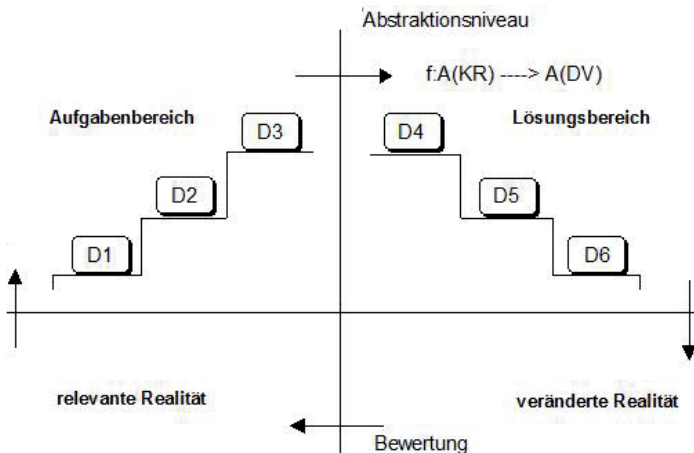 Abstraktionsniveau
f:A(KR) ----> A(DV)
Aufgabenbereich
Lösungsbereich
D3
D4
D2
D5
D1
D6
relevante Realität
veränderte Realität
Bewertung